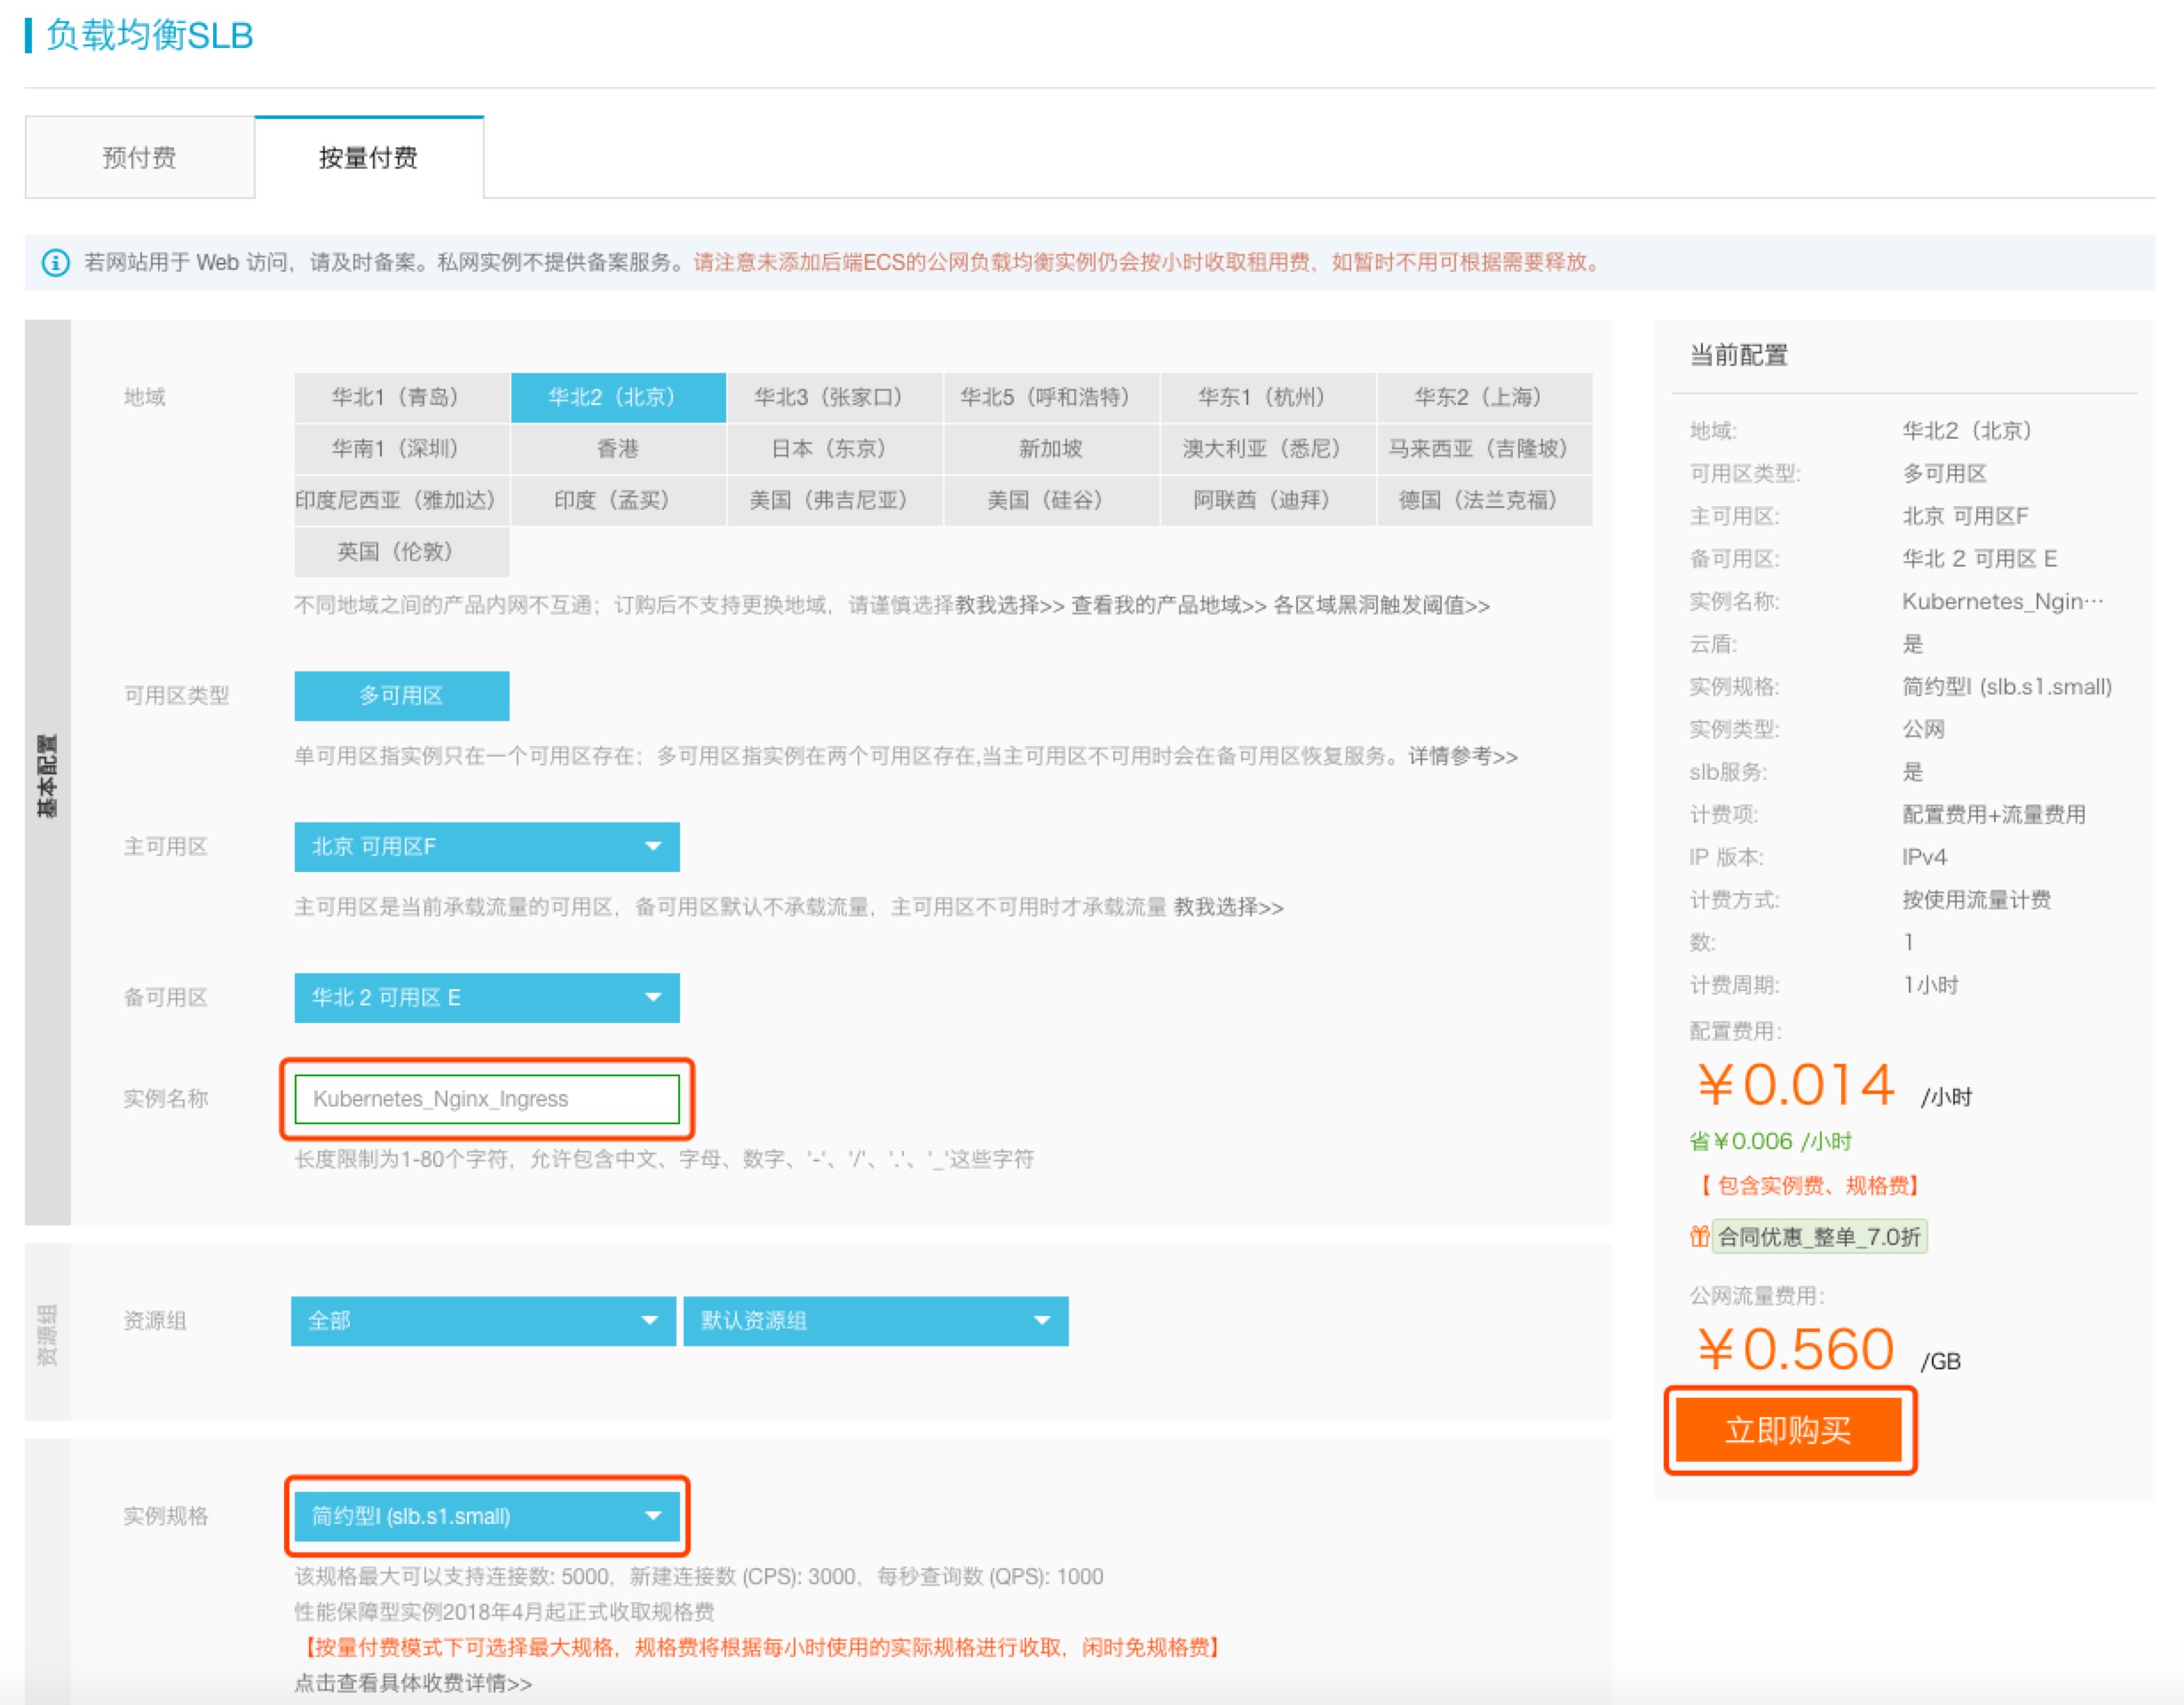 负载均衡SLB
预付费
按量付费
若网站用于 Web 访问，请及时备案。私网实例不提供备案服务。请注意未添加后端ECS的公网负载均衡实例仍会按小时收取租用费，如暂时不用可根据需要释放。
基本配置
地域
华北1（青岛） 华北2（北京） 华北3（张家口） 华北5（呼和浩特） 华东1（杭州） 华东2（上海）
华南1（深圳） 香港 日本（东京） 新加坡 澳大利亚（悉尼） 马来西亚（吉隆坡）
印度尼西亚（雅加达） 印度（孟买） 美国（弗吉尼亚） 美国（硅谷） 阿联酋（迪拜） 德国（法兰克福）
英国（伦敦）
不同地域之间的产品内网不互通；订购后不支持更换地域，请谨慎选择教我选择>> 查看我的产品地域>> 各区域黑洞触发阈值>>
可用区类型
多可用区
单可用区指实例只在一个可用区存在；多可用区指实例在两个可用区存在,当主可用区不可用时会在备可用区恢复服务。详情参考>>
主可用区
北京 可用区F
主可用区是当前承载流量的可用区，备可用区默认不承载流量，主可用区不可用时才承载流量 教我选择>>
备可用区
华北 2 可用区 E
实例名称
Kubernetes_Nginx_Ingress
长度限制为1-80个字符，允许包含中文、字母、数字、'-'、'/'、'.'、'_'这些字符
资源组
资源组
全部
默认资源组
实例规格
简约型I (slb.s1.small)
该规格最大可以支持连接数: 5000，新建连接数 (CPS): 3000，每秒查询数 (QPS): 1000
性能保障型实例2018年4月起正式收取规格费
【按量付费模式下可选择最大规格，规格费将根据每小时使用的实际规格进行收取，闲时免规格费】
点击查看具体收费详情>>
当前配置
地域: 华北2（北京）
可用区类型: 多可用区
主可用区: 北京 可用区F
备可用区: 华北 2 可用区 E
实例名称: Kubernetes_Ngin…
云盾: 是
实例规格: 简约型I (slb.s1.small)
实例类型: 公网
slb服务: 是
计费项: 配置费用+流量费用
IP 版本: IPv4
计费方式: 按使用流量计费
数: 1
计费周期: 1小时
配置费用:
￥0.014 /小时
省￥0.006 /小时
【 包含实例费、规格费】
合同优惠_整单_7.0折
公网流量费用:
￥0.560 /GB
立即购买